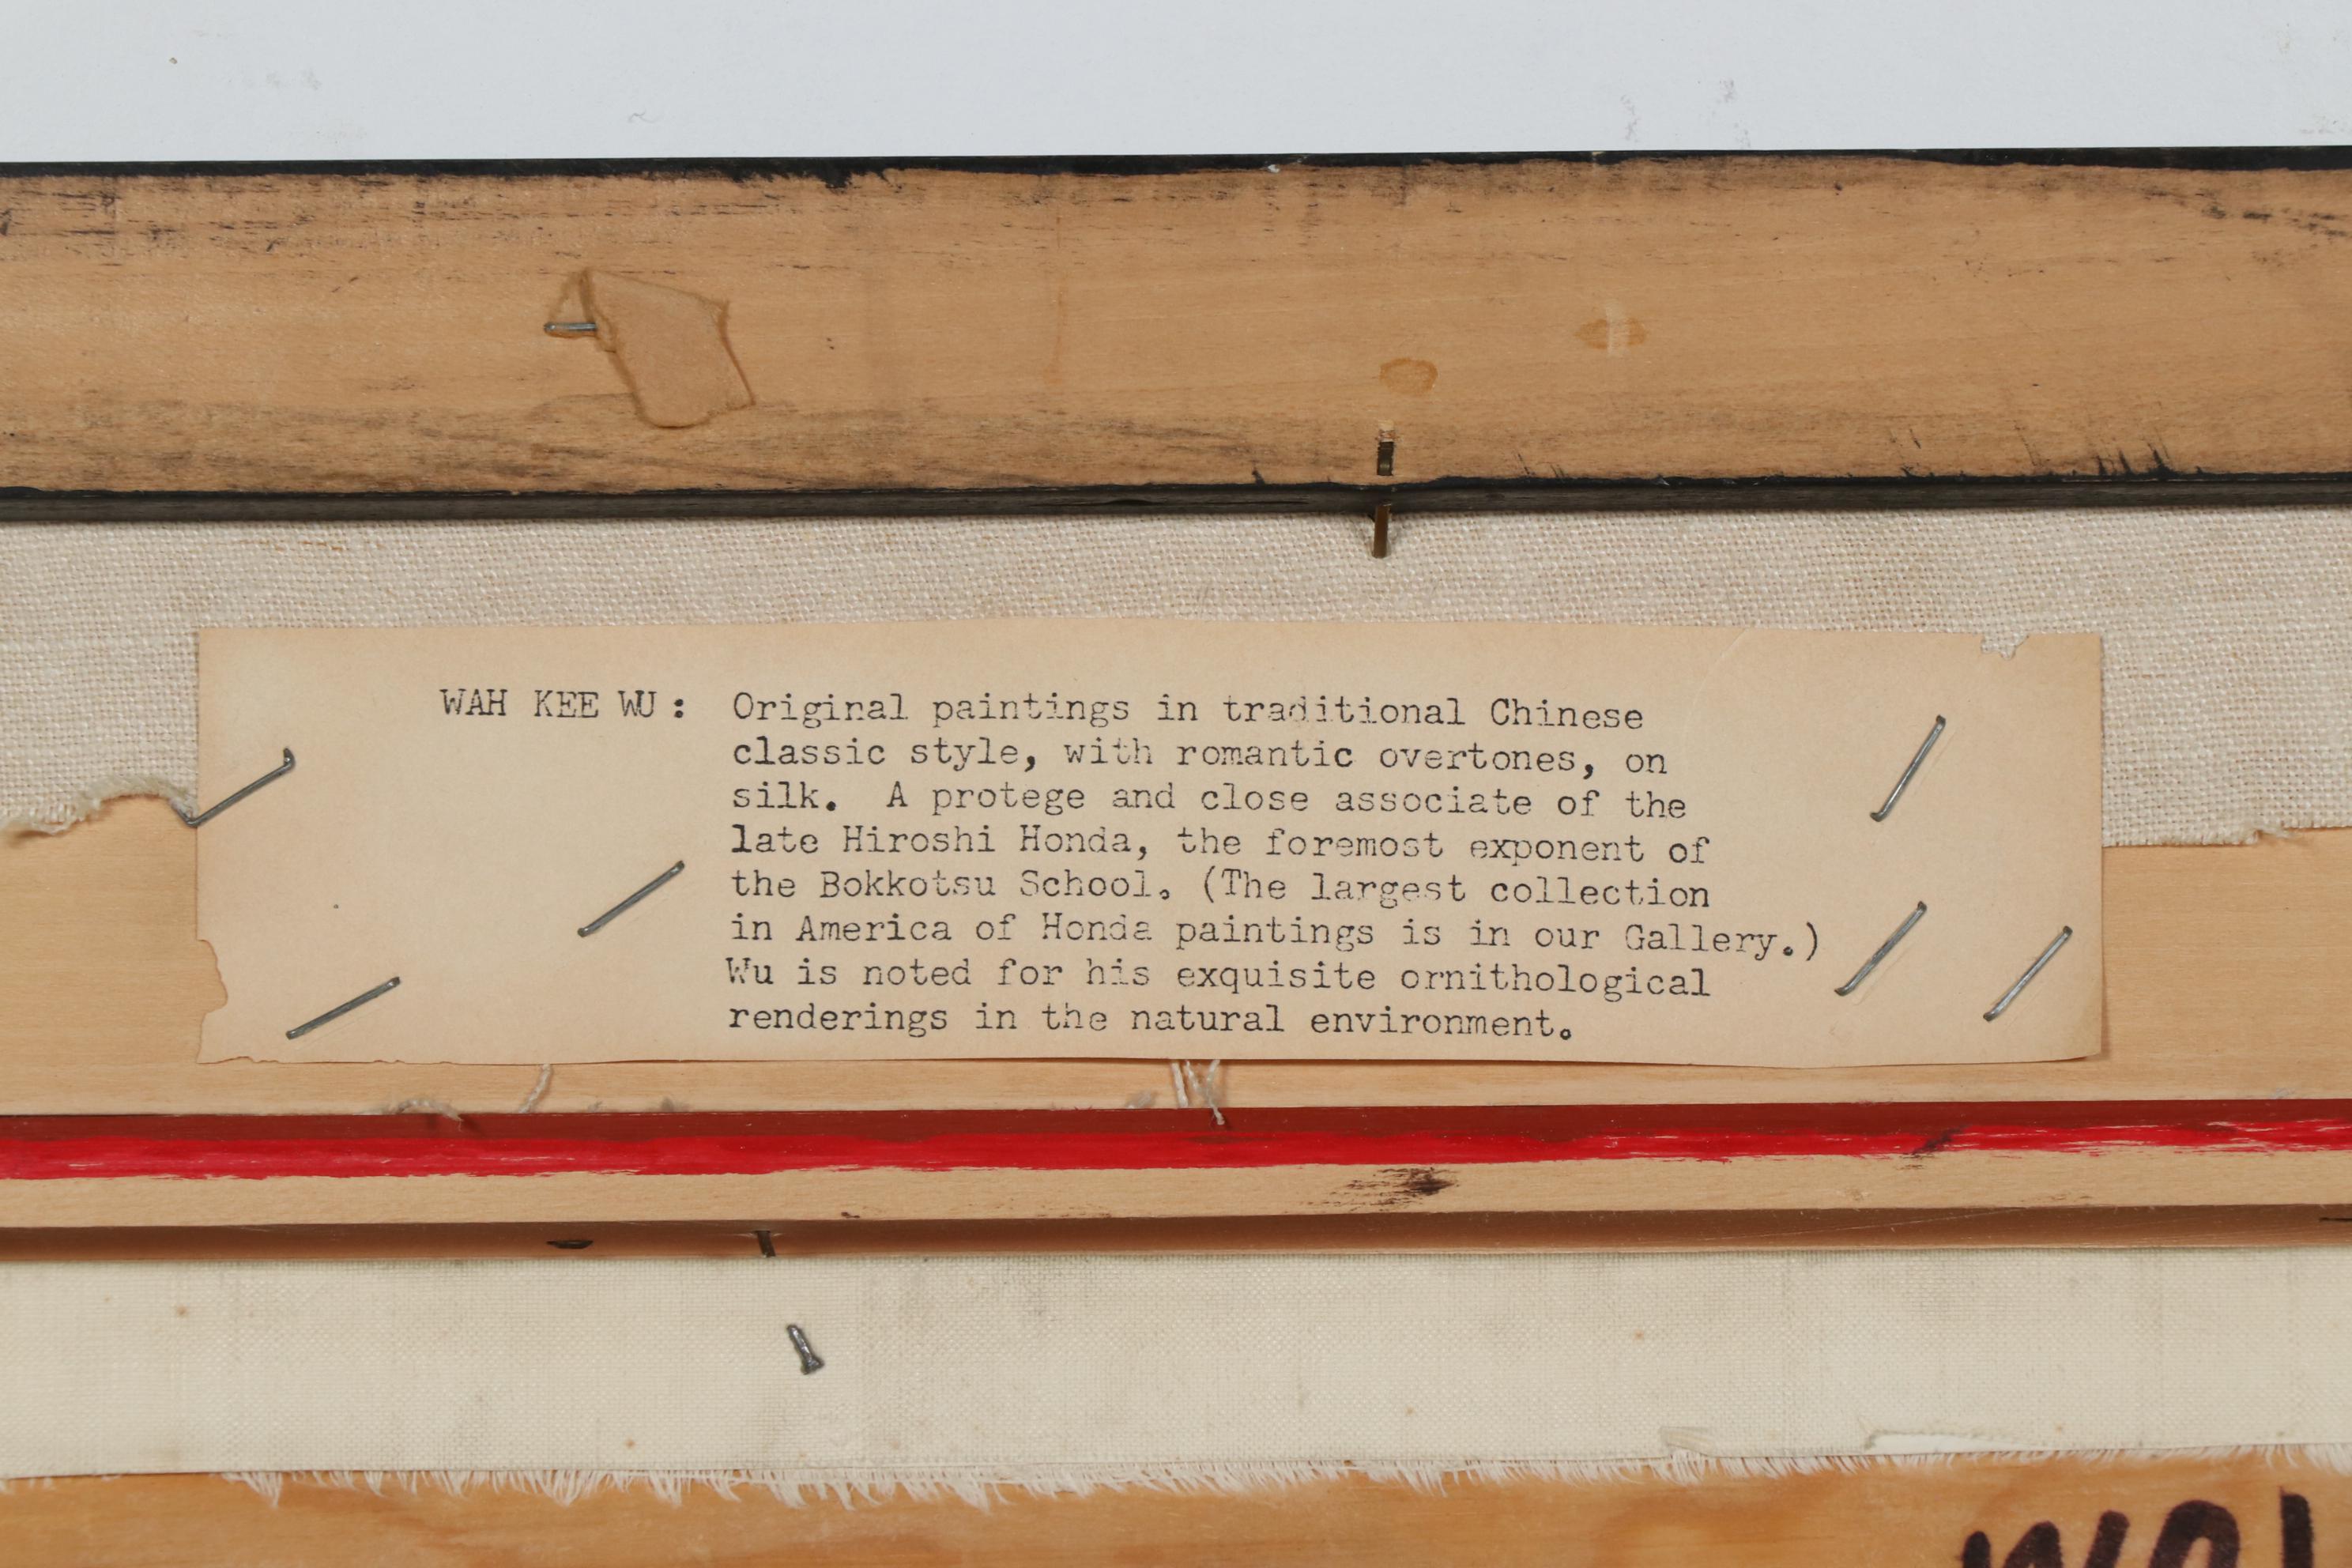 WAH KEE WU: Original paintings in traditional Chinese
classic style, with romantic overtones, on
silk. A protege and close associate of the
late Hiroshi Honda, the foremost exponent of
the Bokkotsu School. (The largest collection
in America of Honda paintings is in our Gallery.)
Wu is noted for his exquisite ornithological
renderings in the natural environment.